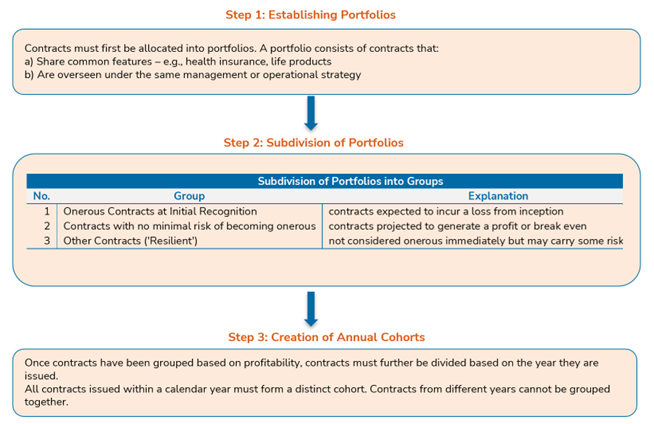 Step 1: Establishing Portfolios
Contracts must first be allocated into portfolios. A portfolio consists of contracts that:
a) Share common features – e.g., health insurance, life products
b) Are overseen under the same management or operational strategy
Step 2: Subdivision of Portfolios
Subdivision of Portfolios into Groups
No. Group Explanation
1 Onerous Contracts at Initial Recognition contracts expected to incur a loss from inception
2 Contracts with no minimal risk of becoming onerous contracts projected to generate a profit or break even
3 Other Contracts ('Resilient') not considered onerous immediately but may carry some risk
Step 3: Creation of Annual Cohorts
Once contracts have been grouped based on profitability, contracts must further be divided based on the year they are
issued.
All contracts issued within a calendar year must form a distinct cohort. Contracts from different years cannot be grouped
together.